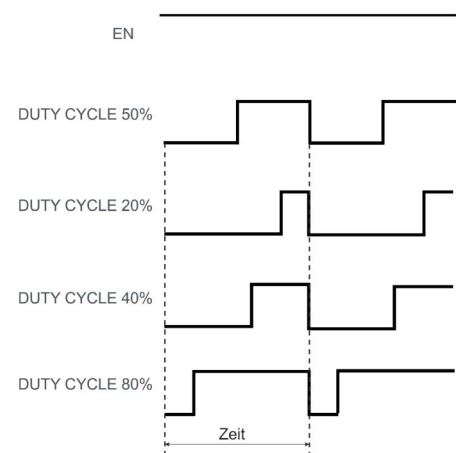 EN
DUTY CYCLE 50%
DUTY CYCLE 20%
DUTY CYCLE 40%
DUTY CYCLE 80%
Zeit